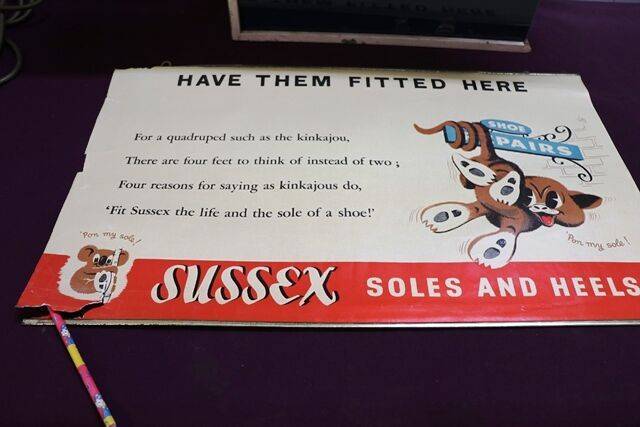 HAVE THEM FITTED HERE
For a quadruped such as the kinkajou,
There are four feet to think of instead of two ;
Four reasons for saying as kinkajous do,
'Fit Sussex the life and the sole of a shoe!'
SHOE
PAIRS
'Pon my sole!
'Pon my sole!
SUSSEX SOLES AND HEELS